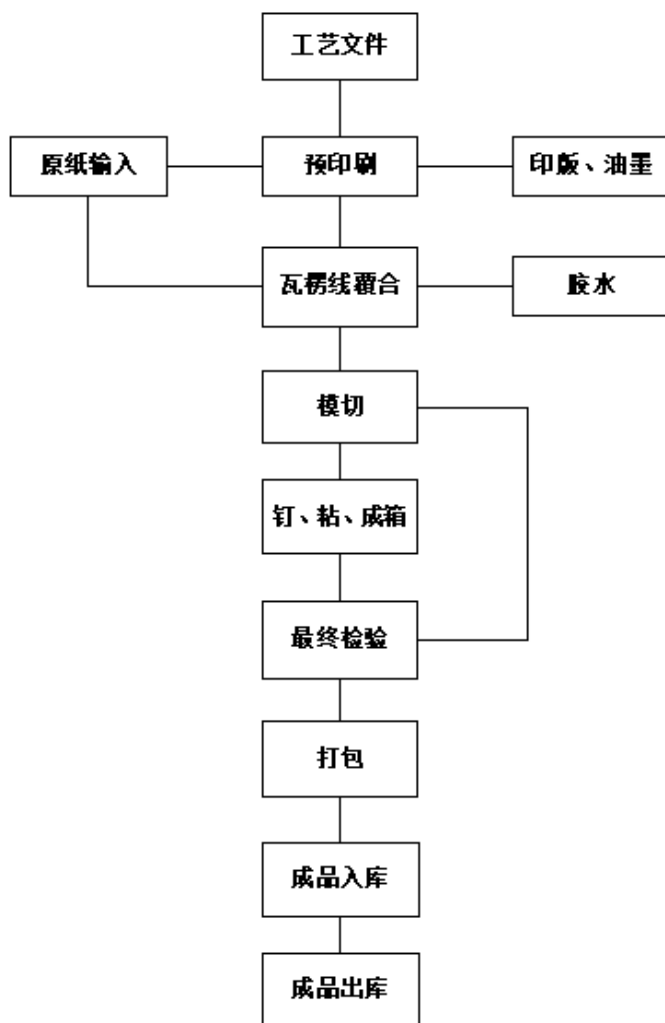 工艺文件
原纸输入
预印刷
印版、油墨
瓦楞线覆合
胶水
模切
钉、粘、成箱
最终检验
打包
成品入库
成品出库